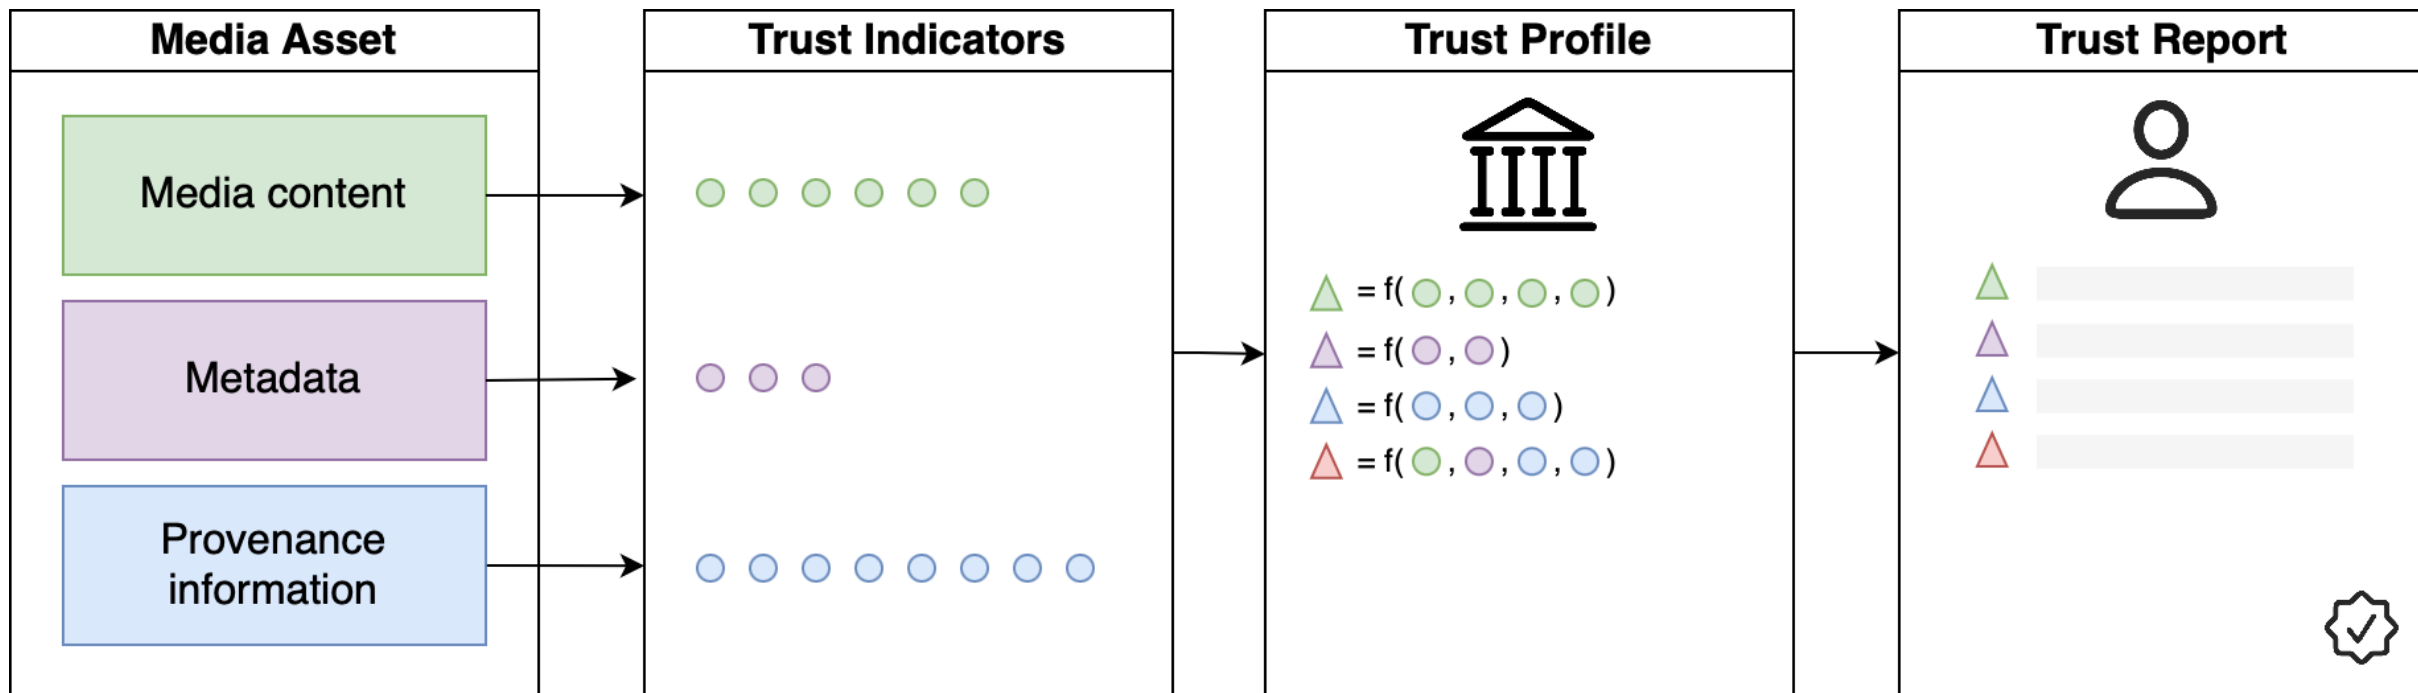 Media Asset
Trust Indicators
Trust Profile
Trust Report
Media content
Metadata
Provenance
information
= f( , , , )
= f( , )
= f( , , )
= f( , , , )